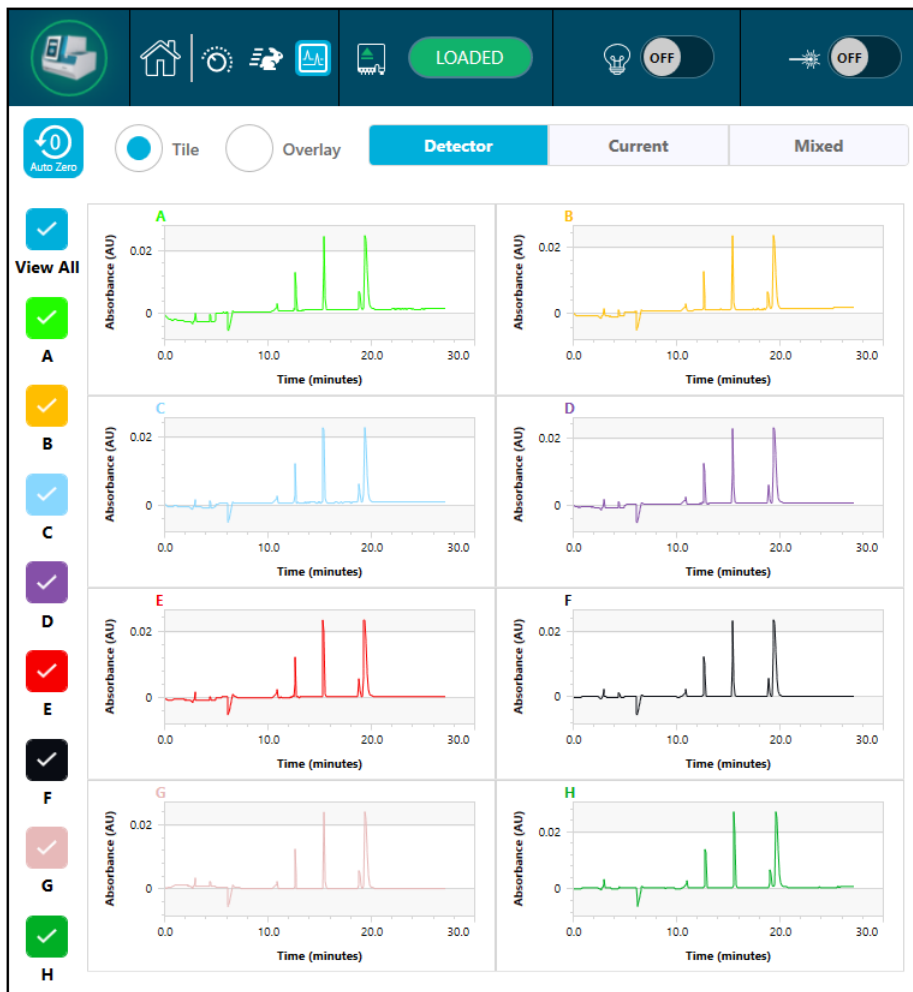 LOADED
OFF
OFF
0
Auto Zero
Tile
Overlay
Detector
Current
Mixed
View All
A
B
C
D
E
F
G
H
A
Absorbance (AU)
0.02
0
0.0 10.0 20.0 30.0
Time (minutes)
B
Absorbance (AU)
0.02
0
0.0 10.0 20.0 30.0
Time (minutes)
C
Absorbance (AU)
0.02
0
0.0 10.0 20.0 30.0
Time (minutes)
D
Absorbance (AU)
0.02
0
0.0 10.0 20.0 30.0
Time (minutes)
E
Absorbance (AU)
0.02
0
0.0 10.0 20.0 30.0
Time (minutes)
F
Absorbance (AU)
0.02
0
0.0 10.0 20.0 30.0
Time (minutes)
G
Absorbance (AU)
0.02
0
0.0 10.0 20.0 30.0
Time (minutes)
H
Absorbance (AU)
0.02
0
0.0 10.0 20.0 30.0
Time (minutes)